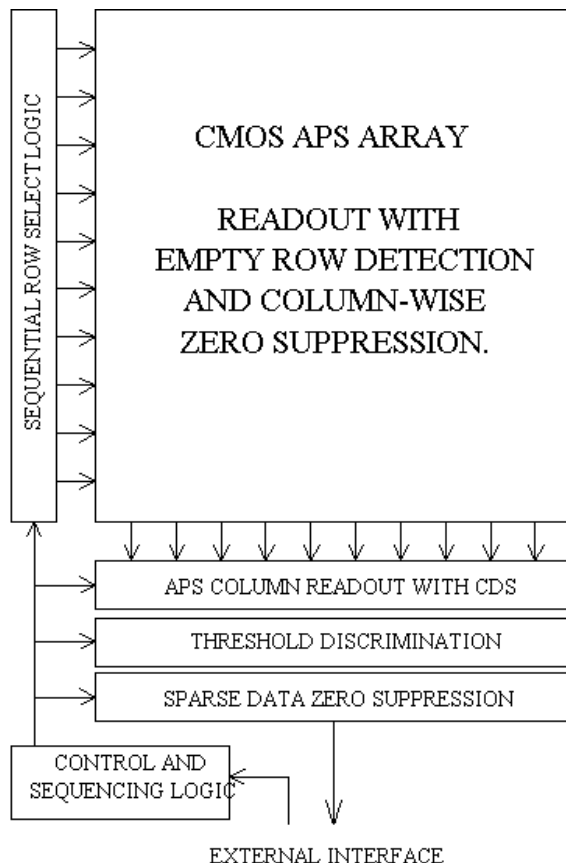 SEQUENTIAL ROW SELECT LOGIC
CMOS APS ARRAY
READOUT WITH
EMPTY ROW DETECTION
AND COLUMN-WISE
ZERO SUPPRESSION.
APS COLUMN READOUT WITH CDS
THRESHOLD DISCRIMINATION
SPARSE DATA ZERO SUPPRESSION
CONTROL AND
SEQUENCING LOGIC
EXTERNAL INTERFACE